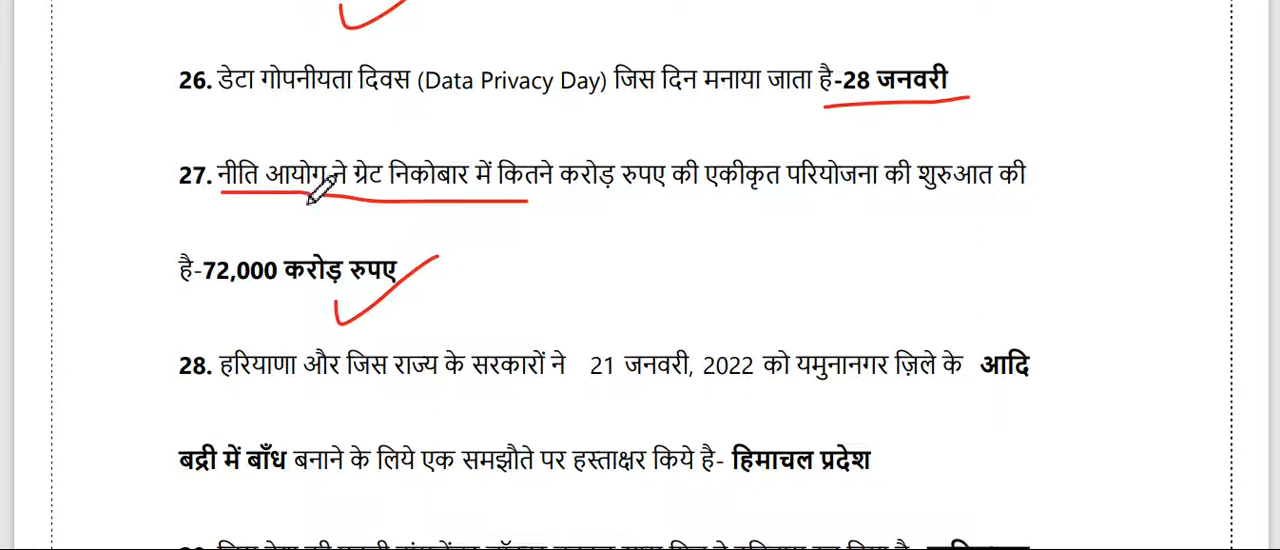 26. डेटा गोपनीयता दिवस (Data Privacy Day) जिस दिन मनाया जाता है-28 जनवरी
27. नीति आयोग ने ग्रेट निकोबार में कितने करोड़ रुपए की एकीकृत परियोजना की शुरुआत की
है-72,000 करोड़ रुपए
28. हरियाणा और जिस राज्य के सरकारों ने 21 जनवरी, 2022 को यमुनानगर ज़िले के आदि
बद्री में बाँध बनाने के लिये एक समझौते पर हस्ताक्षर किये है- हिमाचल प्रदेश